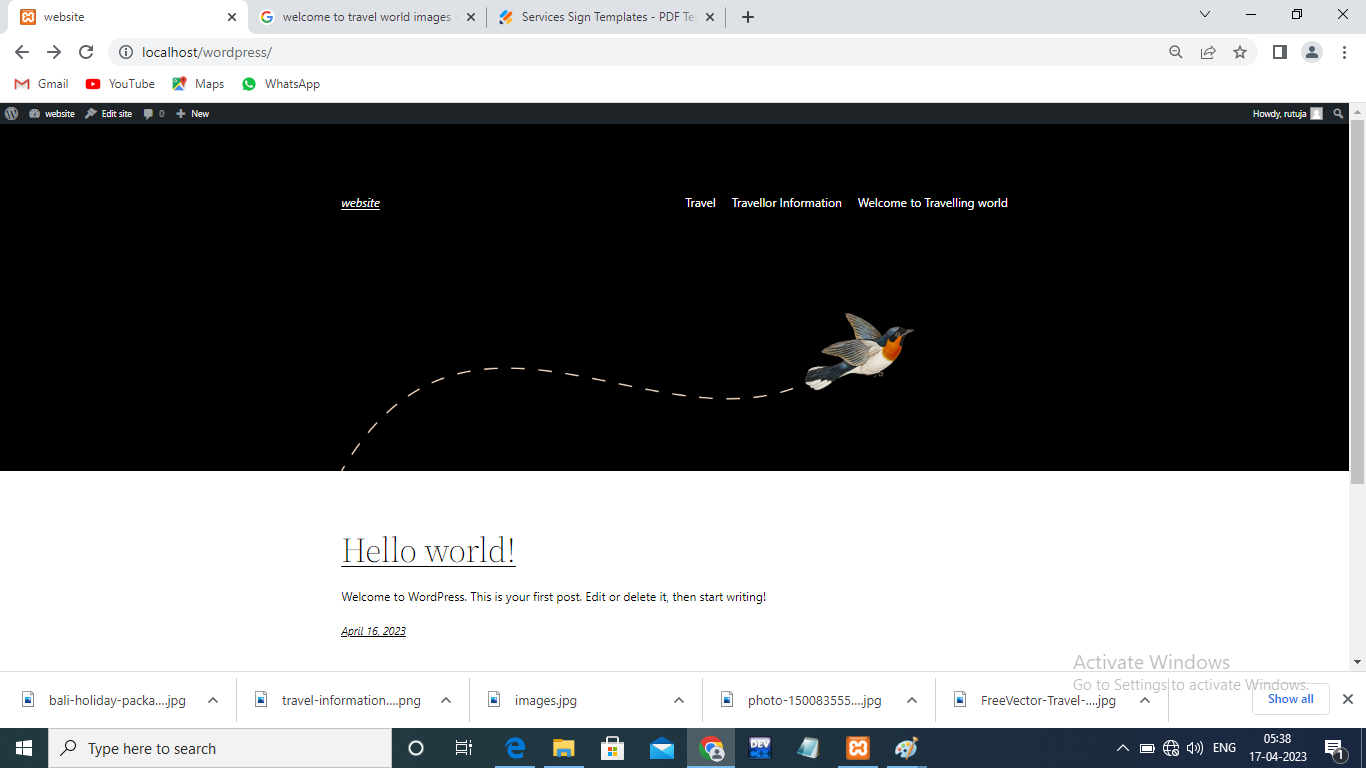 website
welcome to travel world images -
Services Sign Templates - PDF Te
localhost/wordpress/
Gmail
YouTube
Maps
WhatsApp
website
Edit site
0
New
Howdy, rutuja
website
Travel
Travellor Information
Welcome to Travelling world
Hello world!
Welcome to WordPress. This is your first post. Edit or delete it, then start writing!
April 16, 2023
Activate Windows
Go to Settings to activate Windows.
bali-holiday-packa....jpg
travel-information....png
images.jpg
photo-150083555....jpg
FreeVector-Travel-....jpg
Show all
Type here to search
DEV
ENG
05:38
17-04-2023
1